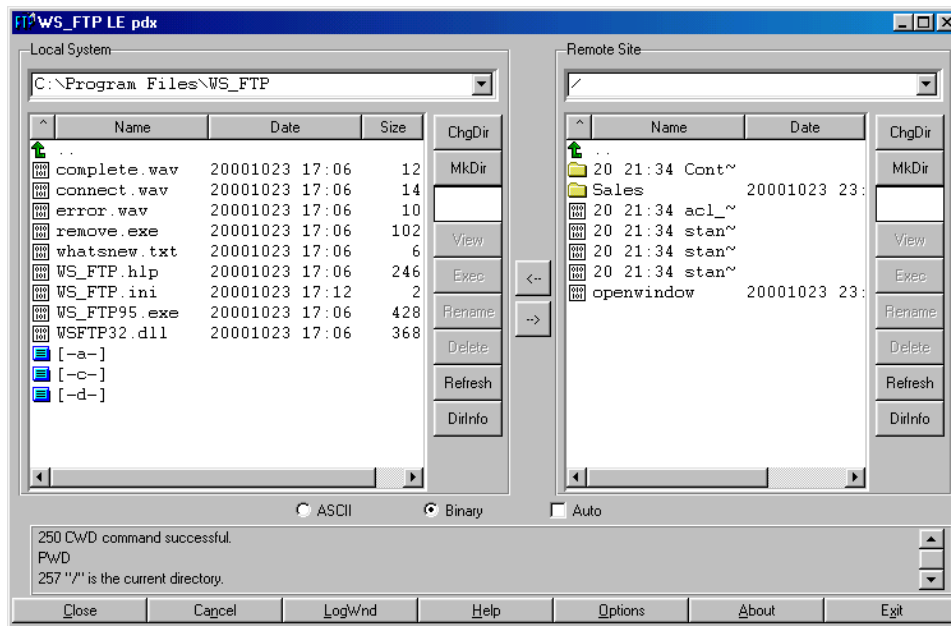 WS_FTP LE pdx
Local System
C:\Program Files\WS_FTP
^ Name Date Size
..
complete.wav 20001023 17:06 12
connect.wav 20001023 17:06 14
error.wav 20001023 17:06 10
remove.exe 20001023 17:06 102
whatsnew.txt 20001023 17:06 6
WS_FTP.hlp 20001023 17:06 246
WS_FTP.ini 20001023 17:12 2
WS_FTP95.exe 20001023 17:06 428
WSFTP32.dll 20001023 17:06 368
[-a-]
[-c-]
[-d-]
ChgDir
MkDir
View
Exec
Rename
Delete
Refresh
DirInfo
<--
-->
Remote Site
/
^ Name Date
..
20 21:34 Cont~
Sales 20001023 23:
20 21:34 acl_~
20 21:34 stan~
20 21:34 stan~
20 21:34 stan~
openwindow 20001023 23:
ChgDir
MkDir
View
Exec
Rename
Delete
Refresh
DirInfo
ASCII Binary Auto
250 CWD command successful.
PWD
257 "/" is the current directory.
Close Cancel LogWnd Help Options About Exit